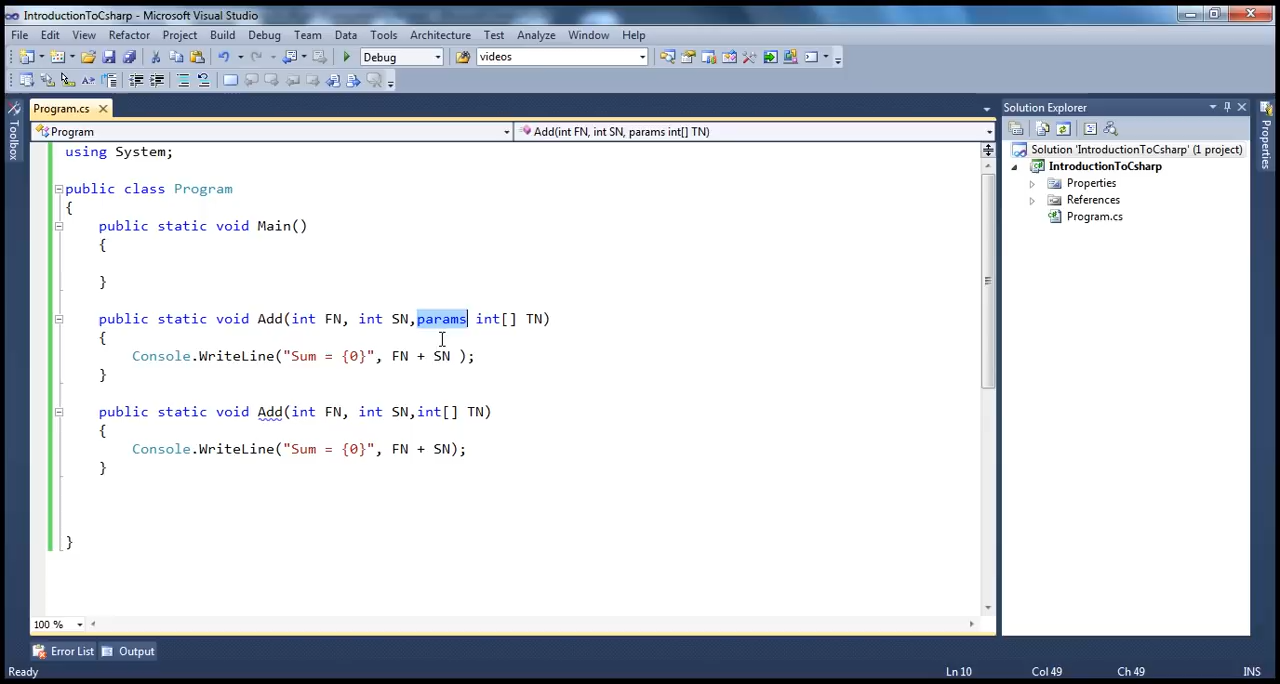 IntroductionToCsharp - Microsoft Visual Studio
File Edit View Refactor Project Build Debug Team Data Tools Architecture Test Analyze Window Help
Debug videos
Program.cs
Solution Explorer
Program Add(int FN, int SN, params int[] TN)
Toolbox
Properties
using System;
public class Program
{
public static void Main()
{
}
public static void Add(int FN, int SN,params int[] TN)
{
Console.WriteLine("Sum = {0}", FN + SN );
}
public static void Add(int FN, int SN,int[] TN)
{
Console.WriteLine("Sum = {0}", FN + SN);
}
}
Solution 'IntroductionToCsharp' (1 project)
IntroductionToCsharp
Properties
References
Program.cs
100 %
Error List Output
Ready Ln 10 Col 49 Ch 49 INS